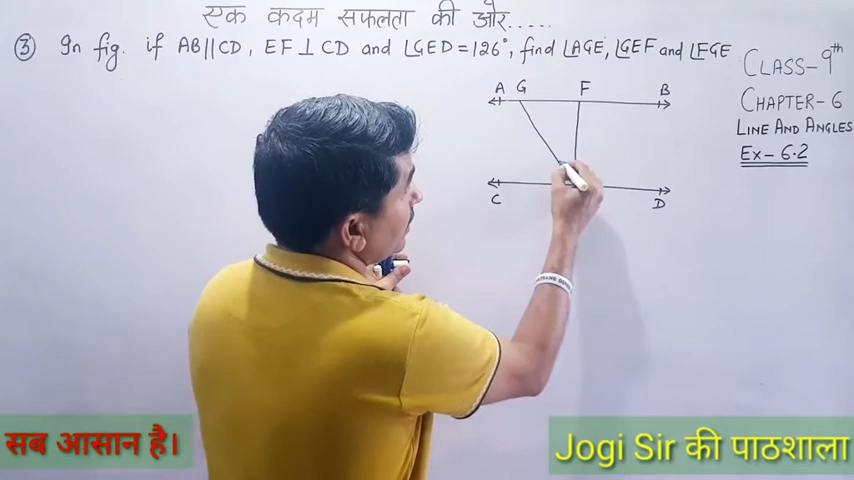 एक कदम सफलता की ओर.....
③ In fig. if AB||CD, EF⊥CD and ∠GED=126°, find ∠AGE, ∠GEF and ∠FGE
CLASS-9th
CHAPTER-6
LINE AND ANGLES
Ex-6.2
A G F B
C D
सब आसान है।
Jogi Sir की पाठशाला